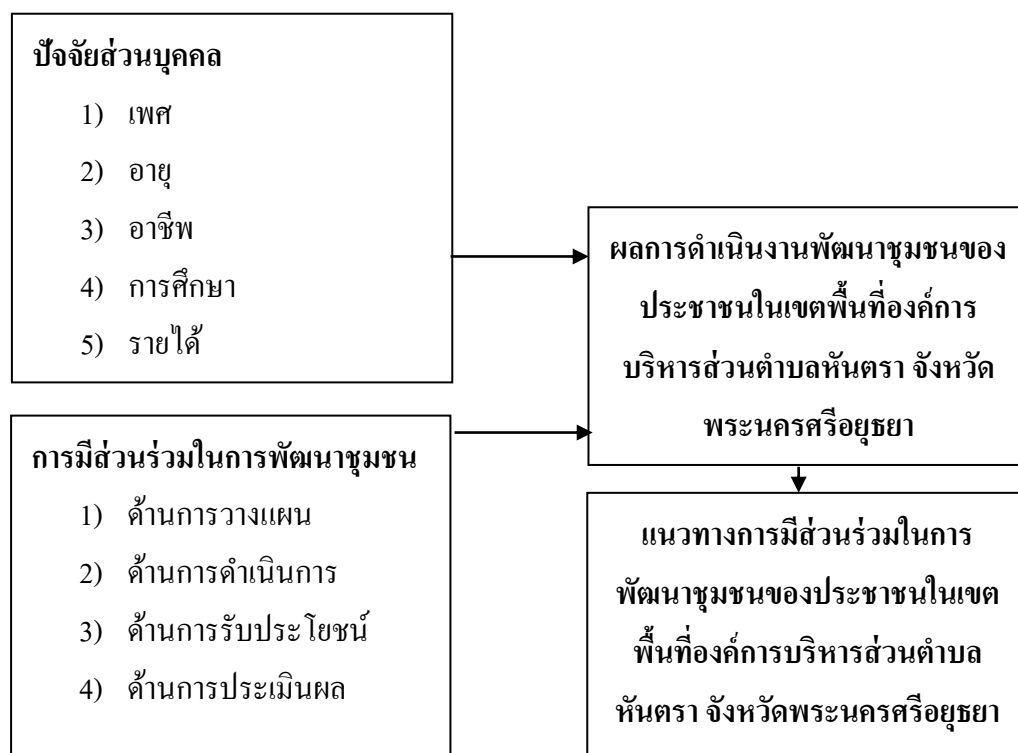 ปัจจัยส่วนบุคคล
1) เพศ
2) อายุ
3) อาชีพ
4) การศึกษา
5) รายได้
การมีส่วนร่วมในการพัฒนาชุมชน
1) ด้านการวางแผน
2) ด้านการดำเนินการ
3) ด้านการรับประโยชน์
4) ด้านการประเมินผล
ผลการดำเนินงานพัฒนาชุมชนของ
ประชาชนในเขตพื้นที่องค์การ
บริหารส่วนตำบลหันตรา จังหวัด
พระนครศรีอยุธยา
แนวทางการมีส่วนร่วมในการ
พัฒนาชุมชนของประชาชนในเขต
พื้นที่องค์การบริหารส่วนตำบล
หันตรา จังหวัดพระนครศรีอยุธยา